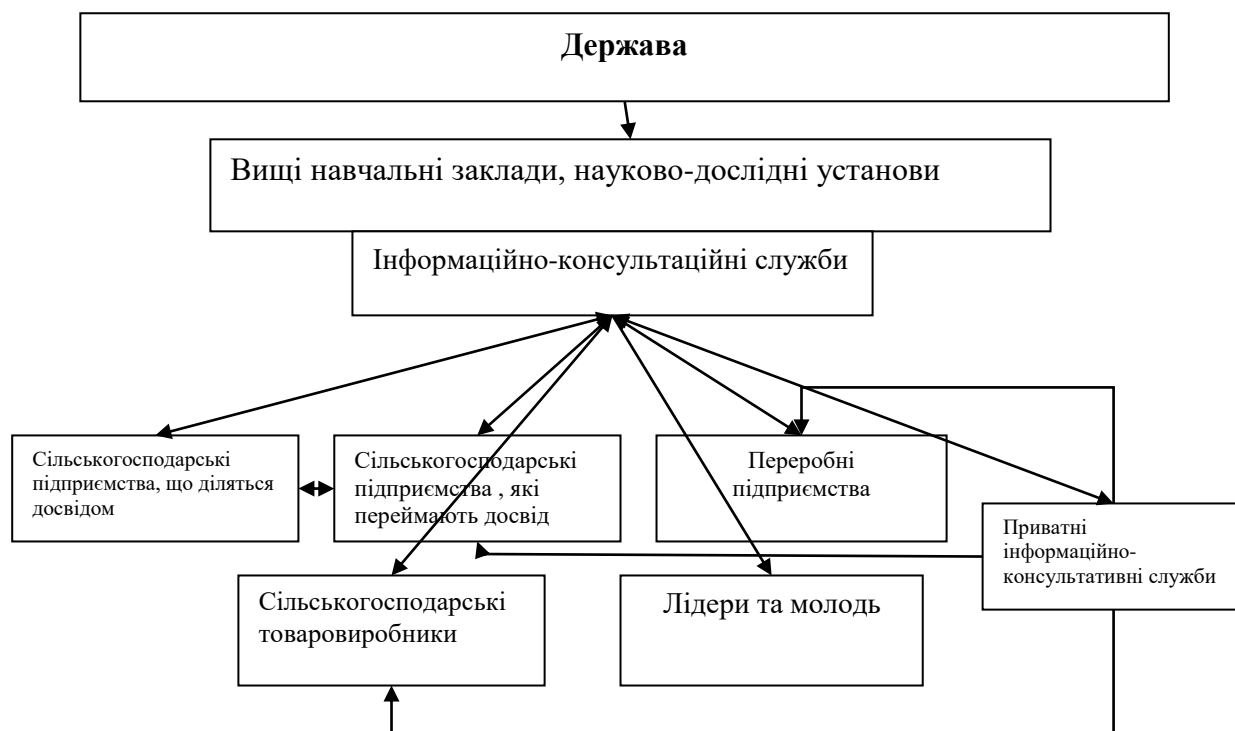 Держава
Вищі навчальні заклади, науково-дослідні установи
Інформаційно-консультаційні служби
Сільськогосподарські
підприємства, що діляться
досвідом
Сільськогосподарські
підприємства , які
переймають досвід
Переробні
підприємства
Приватні
інформаційно-
консультативні служби
Сільськогосподарські
товаровиробники
Лідери та молодь